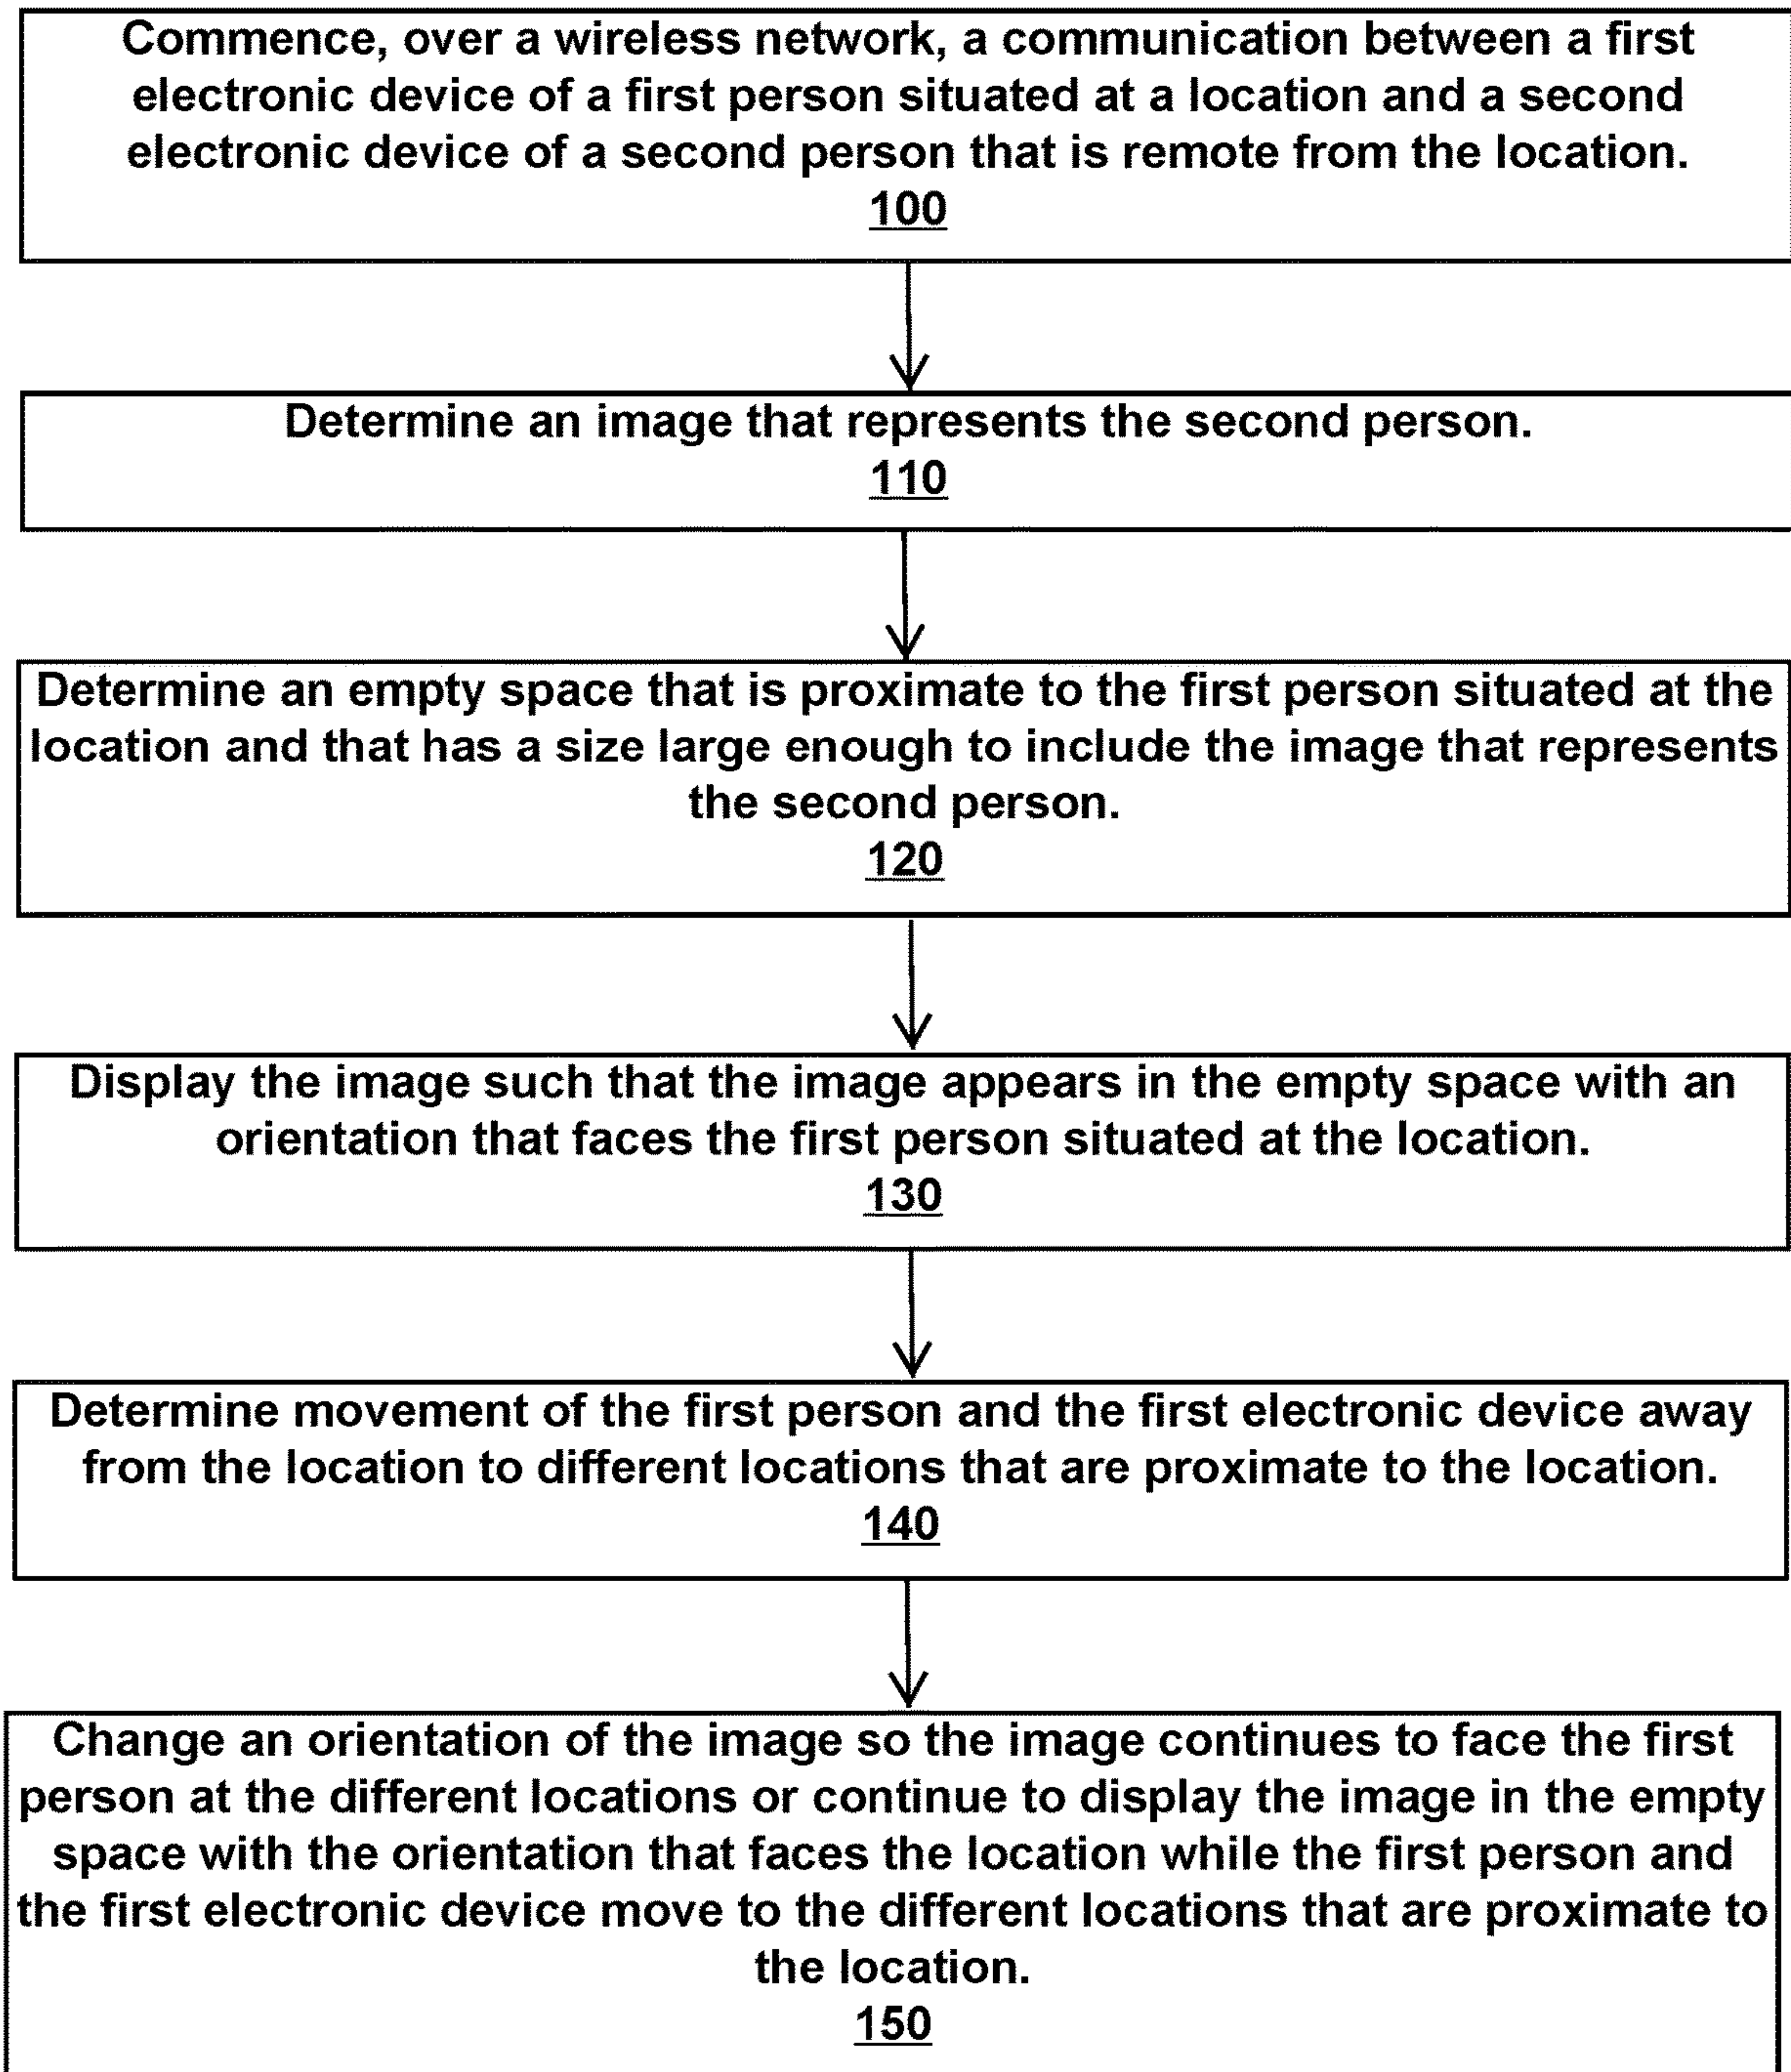 Commence, over a wireless network, a communication between a first
electronic device of a first person situated at a location and a second
electronic device of a second person that is remote from the location.
100
Determine an image that represents the second person.
110
Determine an empty space that is proximate to the first person situated at the
location and that has a size large enough to include the image that represents
the second person.
120
Display the image such that the image appears in the empty space with an
orientation that faces the first person situated at the location.
130
Determine movement of the first person and the first electronic device away
from the location to different locations that are proximate to the location.
140
Change an orientation of the image so the image continues to face the first
person at the different locations or continue to display the image in the empty
space with the orientation that faces the location while the first person and
the first electronic device move to the different locations that are proximate to
the location.
150